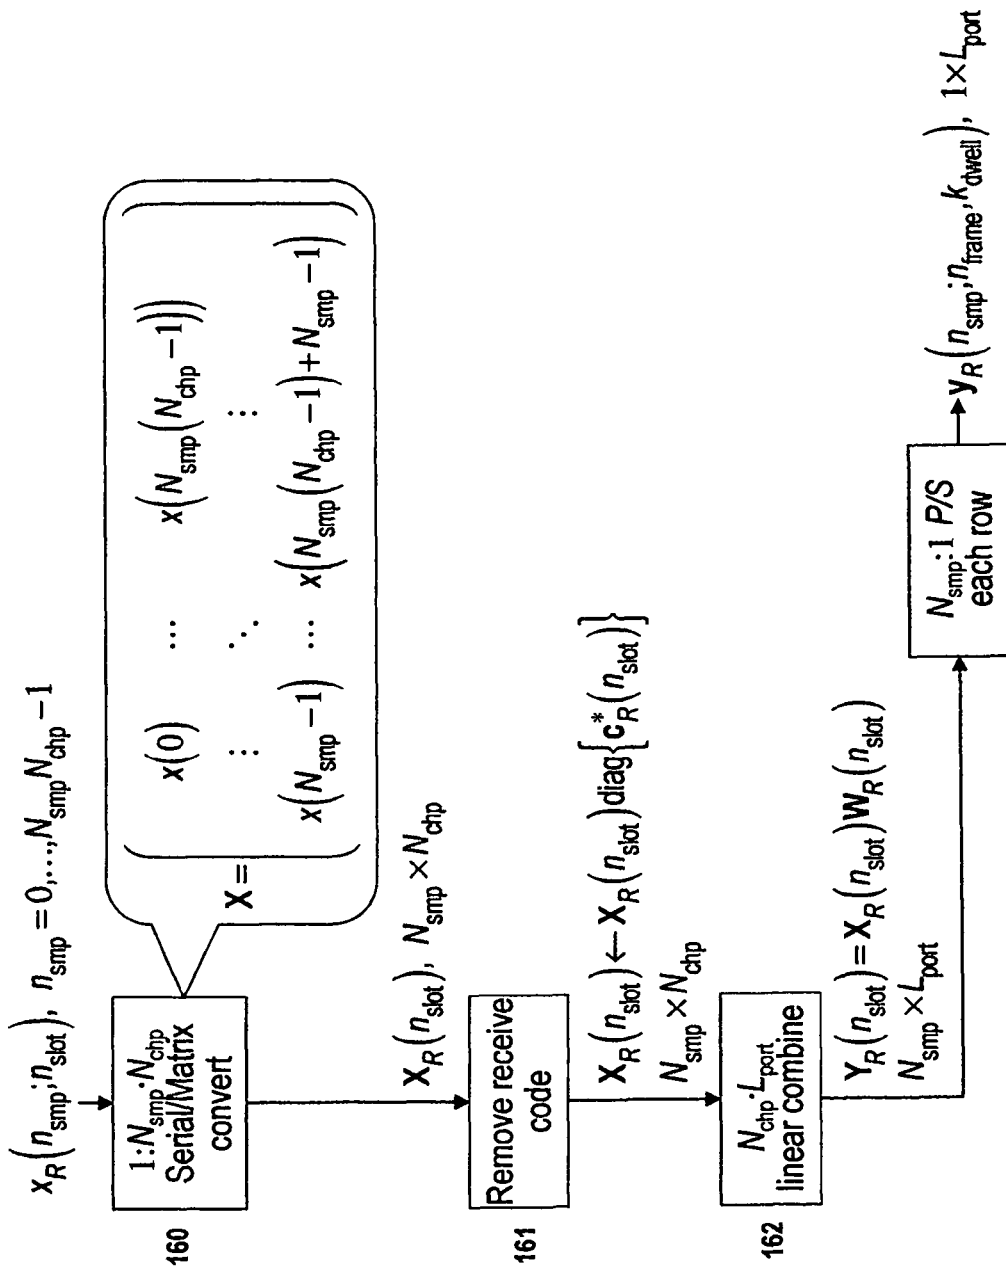 x_R(n_smp;n_slot), n_smp = 0,...,N_smp N_chp − 1
160
1:N_smp·N_chp
Serial/Matrix
convert
X =
x(0) ... x(N_smp(N_chp − 1))
⋮ ⋱ ⋮
x(N_smp − 1) ... x(N_smp(N_chp − 1) + N_smp − 1)
X_R(n_slot), N_smp × N_chp
161
Remove receive
code
X_R(n_slot) ← X_R(n_slot)diag{c*_R(n_slot)}
N_smp × N_chp
162
N_chp·L_port
linear combine
Y_R(n_slot) = X_R(n_slot)W_R(n_slot)
N_smp × L_port
N_smp:1 P/S
each row
y_R(n_smp;n_frame,k_dwell), 1×L_port